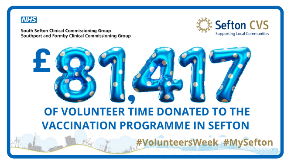 NHS
South Sefton Clinical Commissioning Group
Southport and Formby Clinical Commissioning Group
Sefton CVS
Supporting Local Communities
£81,417
OF VOLUNTEER TIME DONATED TO THE
VACCINATION PROGRAMME IN SEFTON
#VolunteersWeek #MySefton